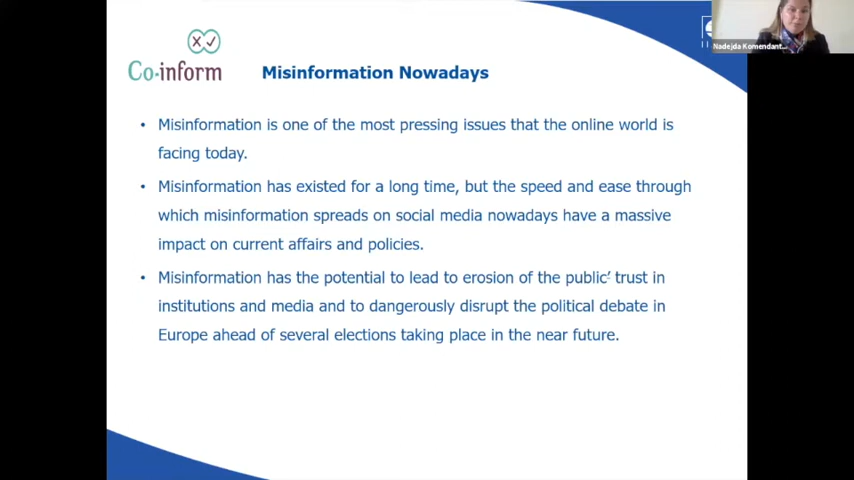 Co-inform
Misinformation Nowadays
Nadejda Komendant...
• Misinformation is one of the most pressing issues that the online world is
facing today.
• Misinformation has existed for a long time, but the speed and ease through
which misinformation spreads on social media nowadays have a massive
impact on current affairs and policies.
• Misinformation has the potential to lead to erosion of the public’ trust in
institutions and media and to dangerously disrupt the political debate in
Europe ahead of several elections taking place in the near future.